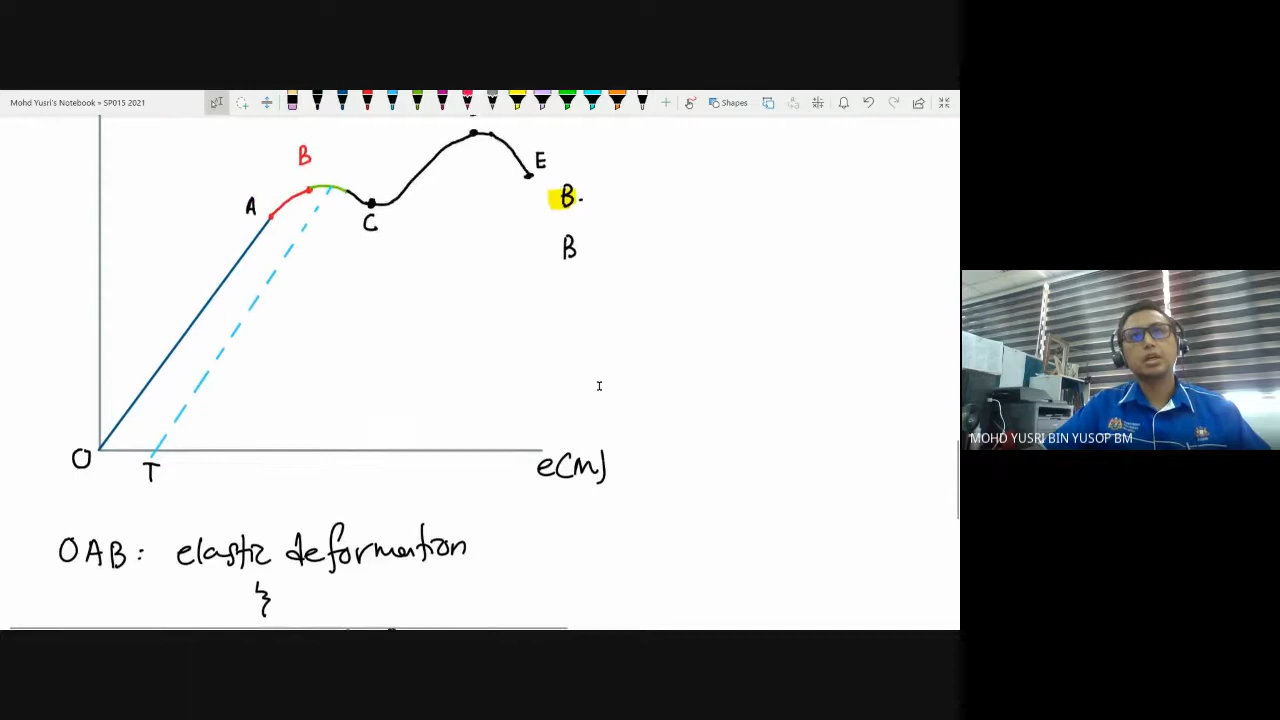 Mohd Yusri's Notebook » SP015 2021
Shapes
B
E
A
B.
C
B
O
T
e(m)
OAB: elastic deformation
MOHD YUSRI BIN YUSOP BM